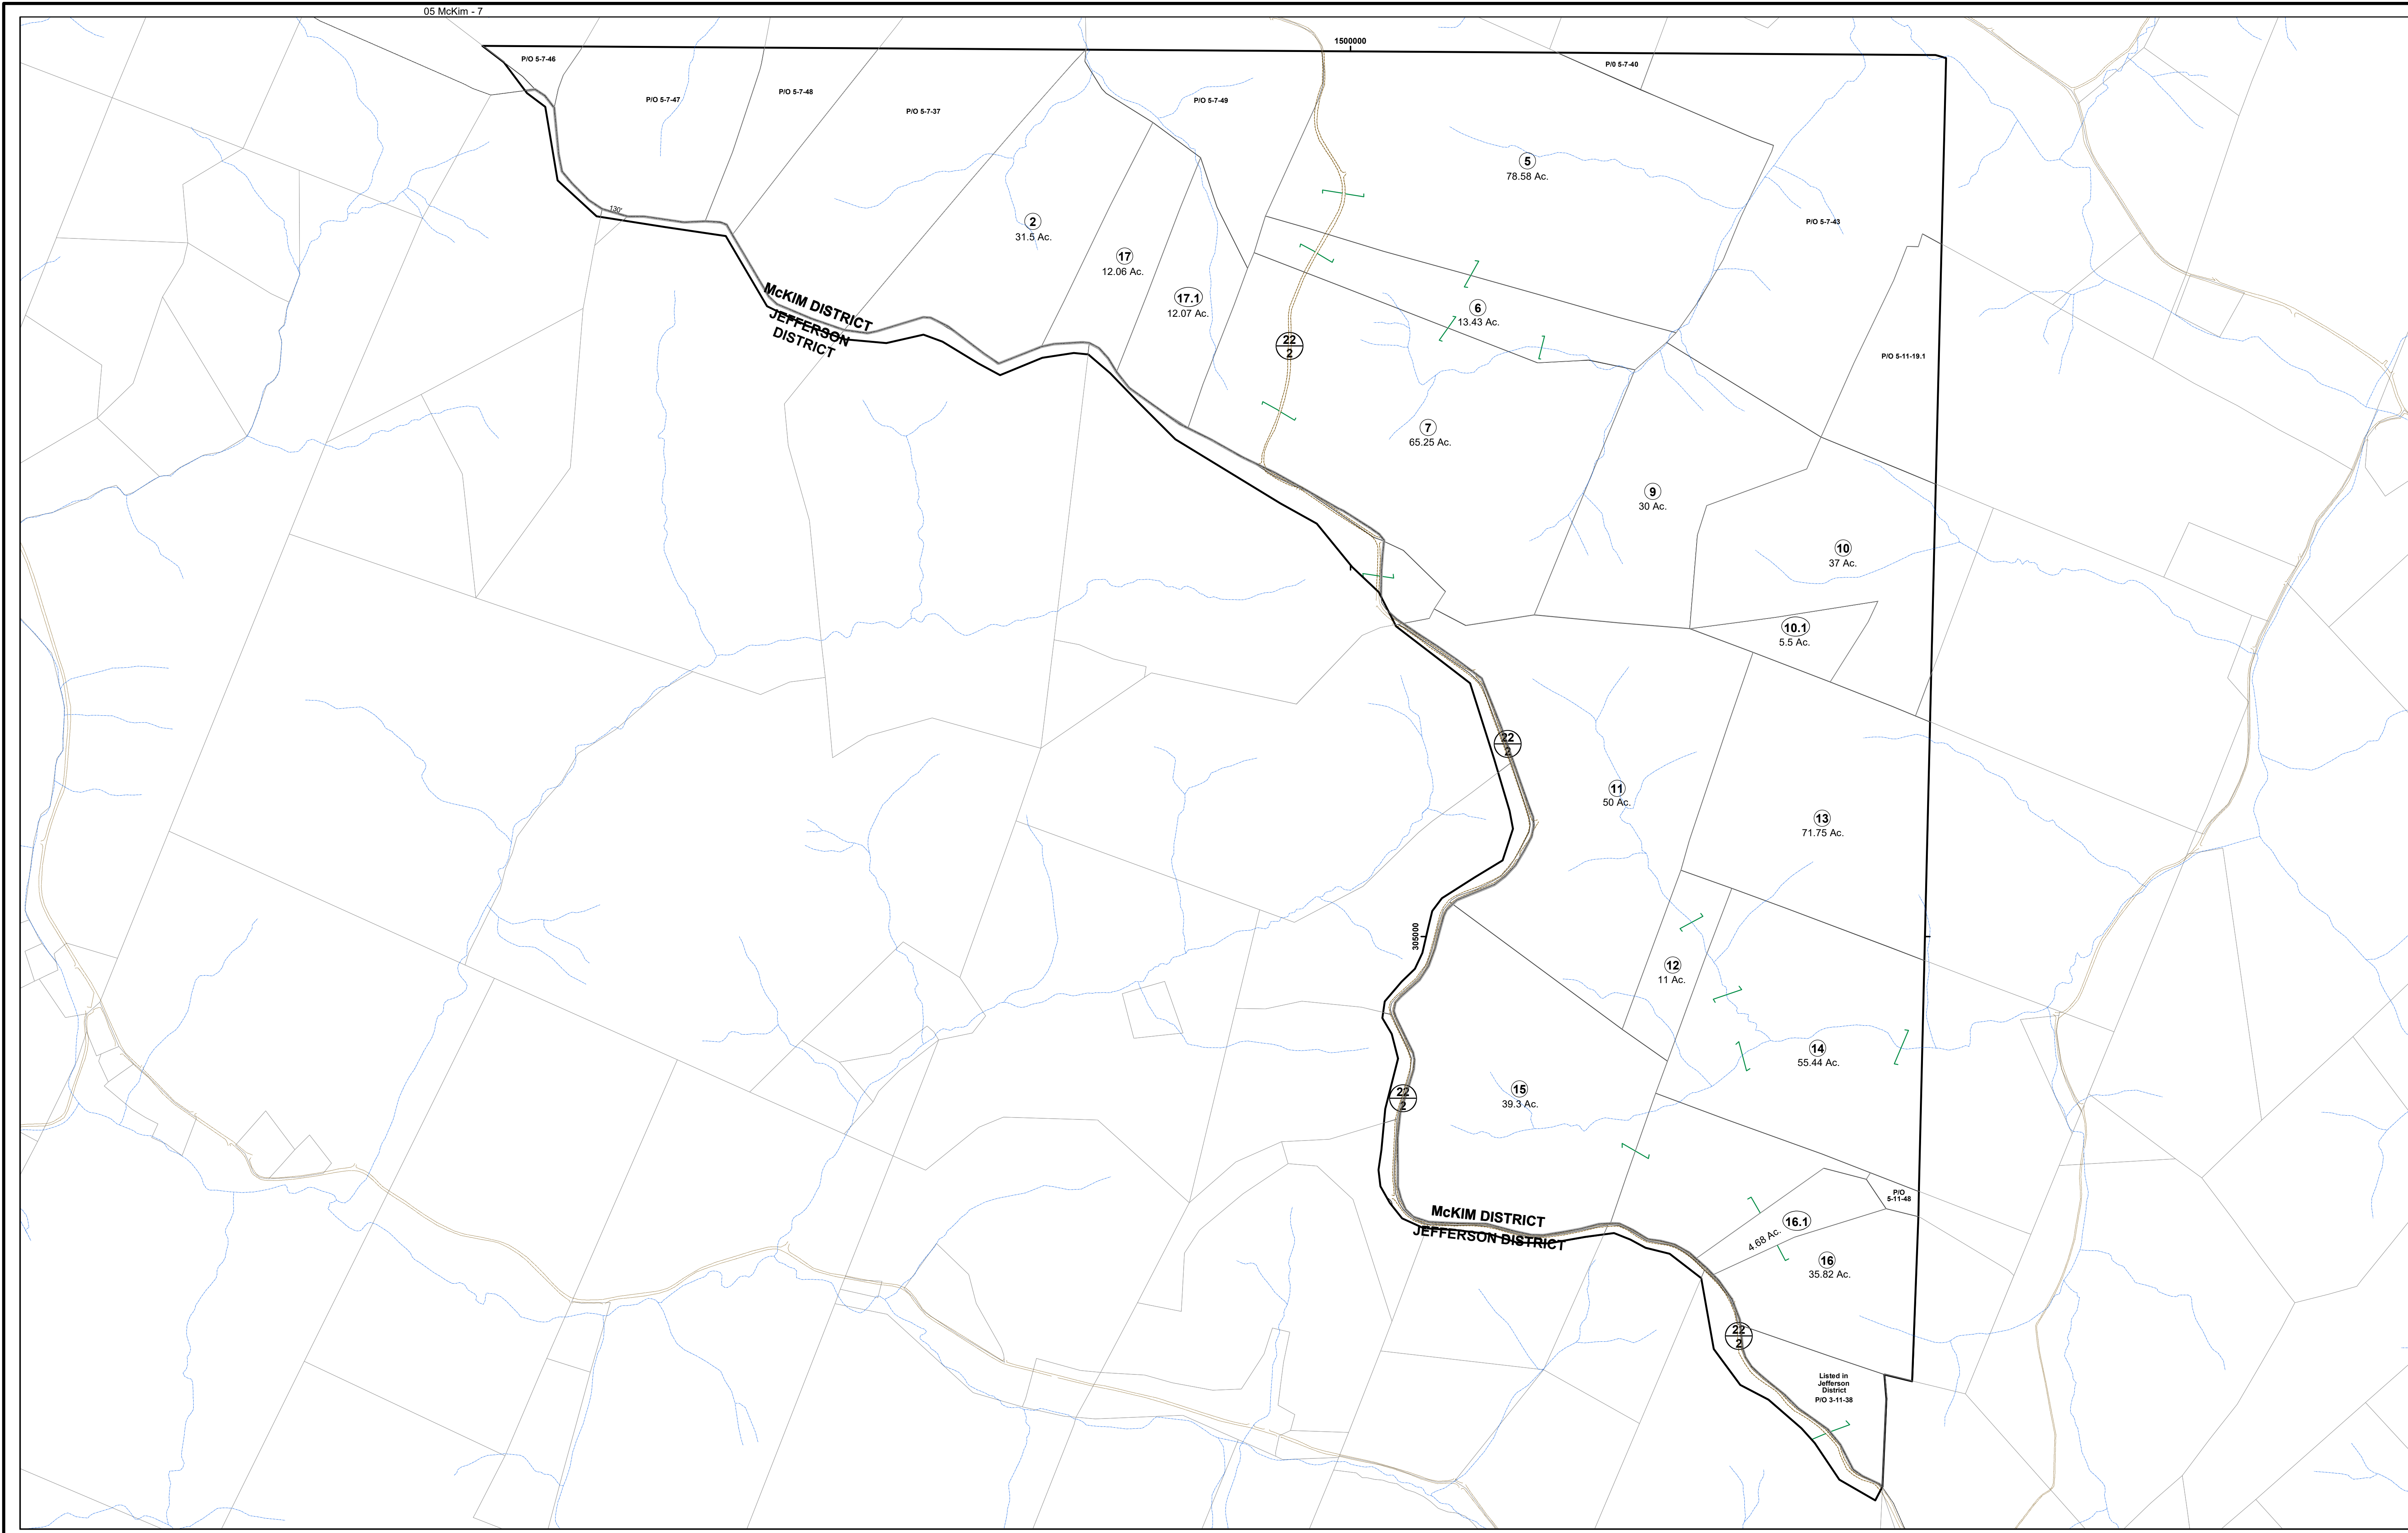 05 McKim - 7
1500000
P/O 5-7-46
P/0 5-7-40
P/O 5-7-47
P/O 5-7-48
P/O 5-7-37
P/O 5-7-49
5
78.58 Ac.
130'
2
31.5 Ac.
P/O 5-7-43
17
12.06 Ac.
17.1
12.07 Ac.
6
13.43 Ac.
McKIM DISTRICT
JEFFERSON
DISTRICT
22
2
P/O 5-11-19.1
7
65.25 Ac.
9
30 Ac.
10
37 Ac.
10.1
5.5 Ac.
22
2
11
50 Ac.
13
71.75 Ac.
305000
12
11 Ac.
14
55.44 Ac.
15
39.3 Ac.
22
2
P/O
5-11-48
McKIM DISTRICT
JEFFERSON DISTRICT
16.1
4.68 Ac.
16
35.82 Ac.
22
2
Listed in
Jefferson
District
P/O 3-11-38